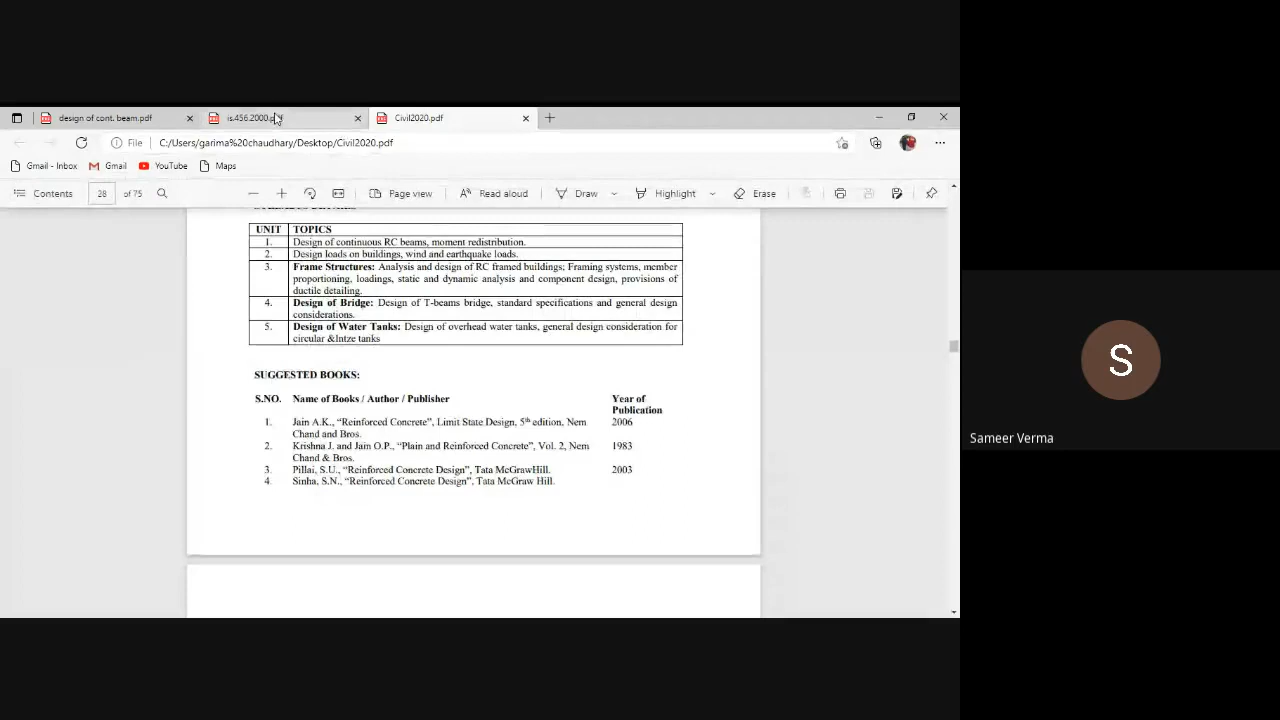 design of cont. beam.pdf
is.456.2000.pdf
Civil2020.pdf
File
C:/Users/garima%20chaudhary/Desktop/Civil2020.pdf
Gmail - Inbox
Gmail
YouTube
Maps
Contents
28
of 75
Page view
Read aloud
Draw
Highlight
Erase
UNIT TOPICS
1. Design of continuous RC beams, moment redistribution.
2. Design loads on buildings, wind and earthquake loads.
3. Frame Structures: Analysis and design of RC framed buildings; Framing systems, member
proportioning, loadings, static and dynamic analysis and component design, provisions of
ductile detailing.
4. Design of Bridge: Design of T-beams bridge, standard specifications and general design
considerations.
5. Design of Water Tanks: Design of overhead water tanks, general design consideration for
circular &Intze tanks
SUGGESTED BOOKS:
S.NO. Name of Books / Author / Publisher Year of
Publication
1. Jain A.K., “Reinforced Concrete”, Limit State Design, 5th edition, Nem 2006
Chand and Bros.
2. Krishna J. and Jain O.P., “Plain and Reinforced Concrete”, Vol. 2, Nem 1983
Chand & Bros.
3. Pillai, S.U., “Reinforced Concrete Design”, Tata McGrawHill. 2003
4. Sinha, S.N., “Reinforced Concrete Design”, Tata McGraw Hill.
S
Sameer Verma